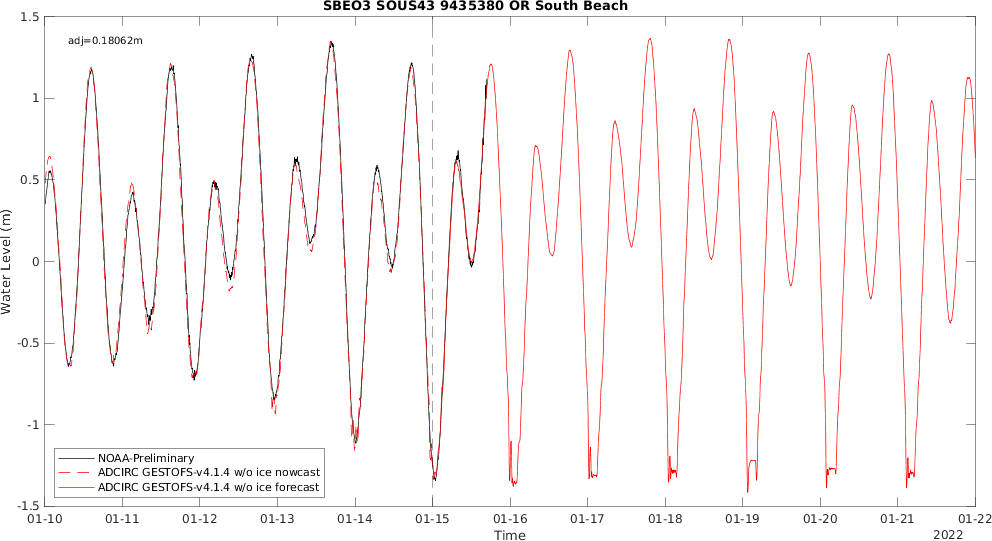 SBEO3 SOUS43 9435380 OR South Beach
adj=0.18062m
1.5
1
0.5
0
-0.5
-1
-1.5
Water Level (m)
NOAA-Preliminary
ADCIRC GESTOFS-v4.1.4 w/o ice nowcast
ADCIRC GESTOFS-v4.1.4 w/o ice forecast
01-10 01-11 01-12 01-13 01-14 01-15 01-16 01-17 01-18 01-19 01-20 01-21 01-22
Time
2022